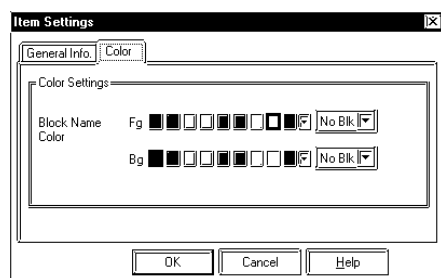 Item Settings
General Info. Color
Color Settings
Block Name Color
Fg No Blk
Bg No Blk
OK Cancel Help